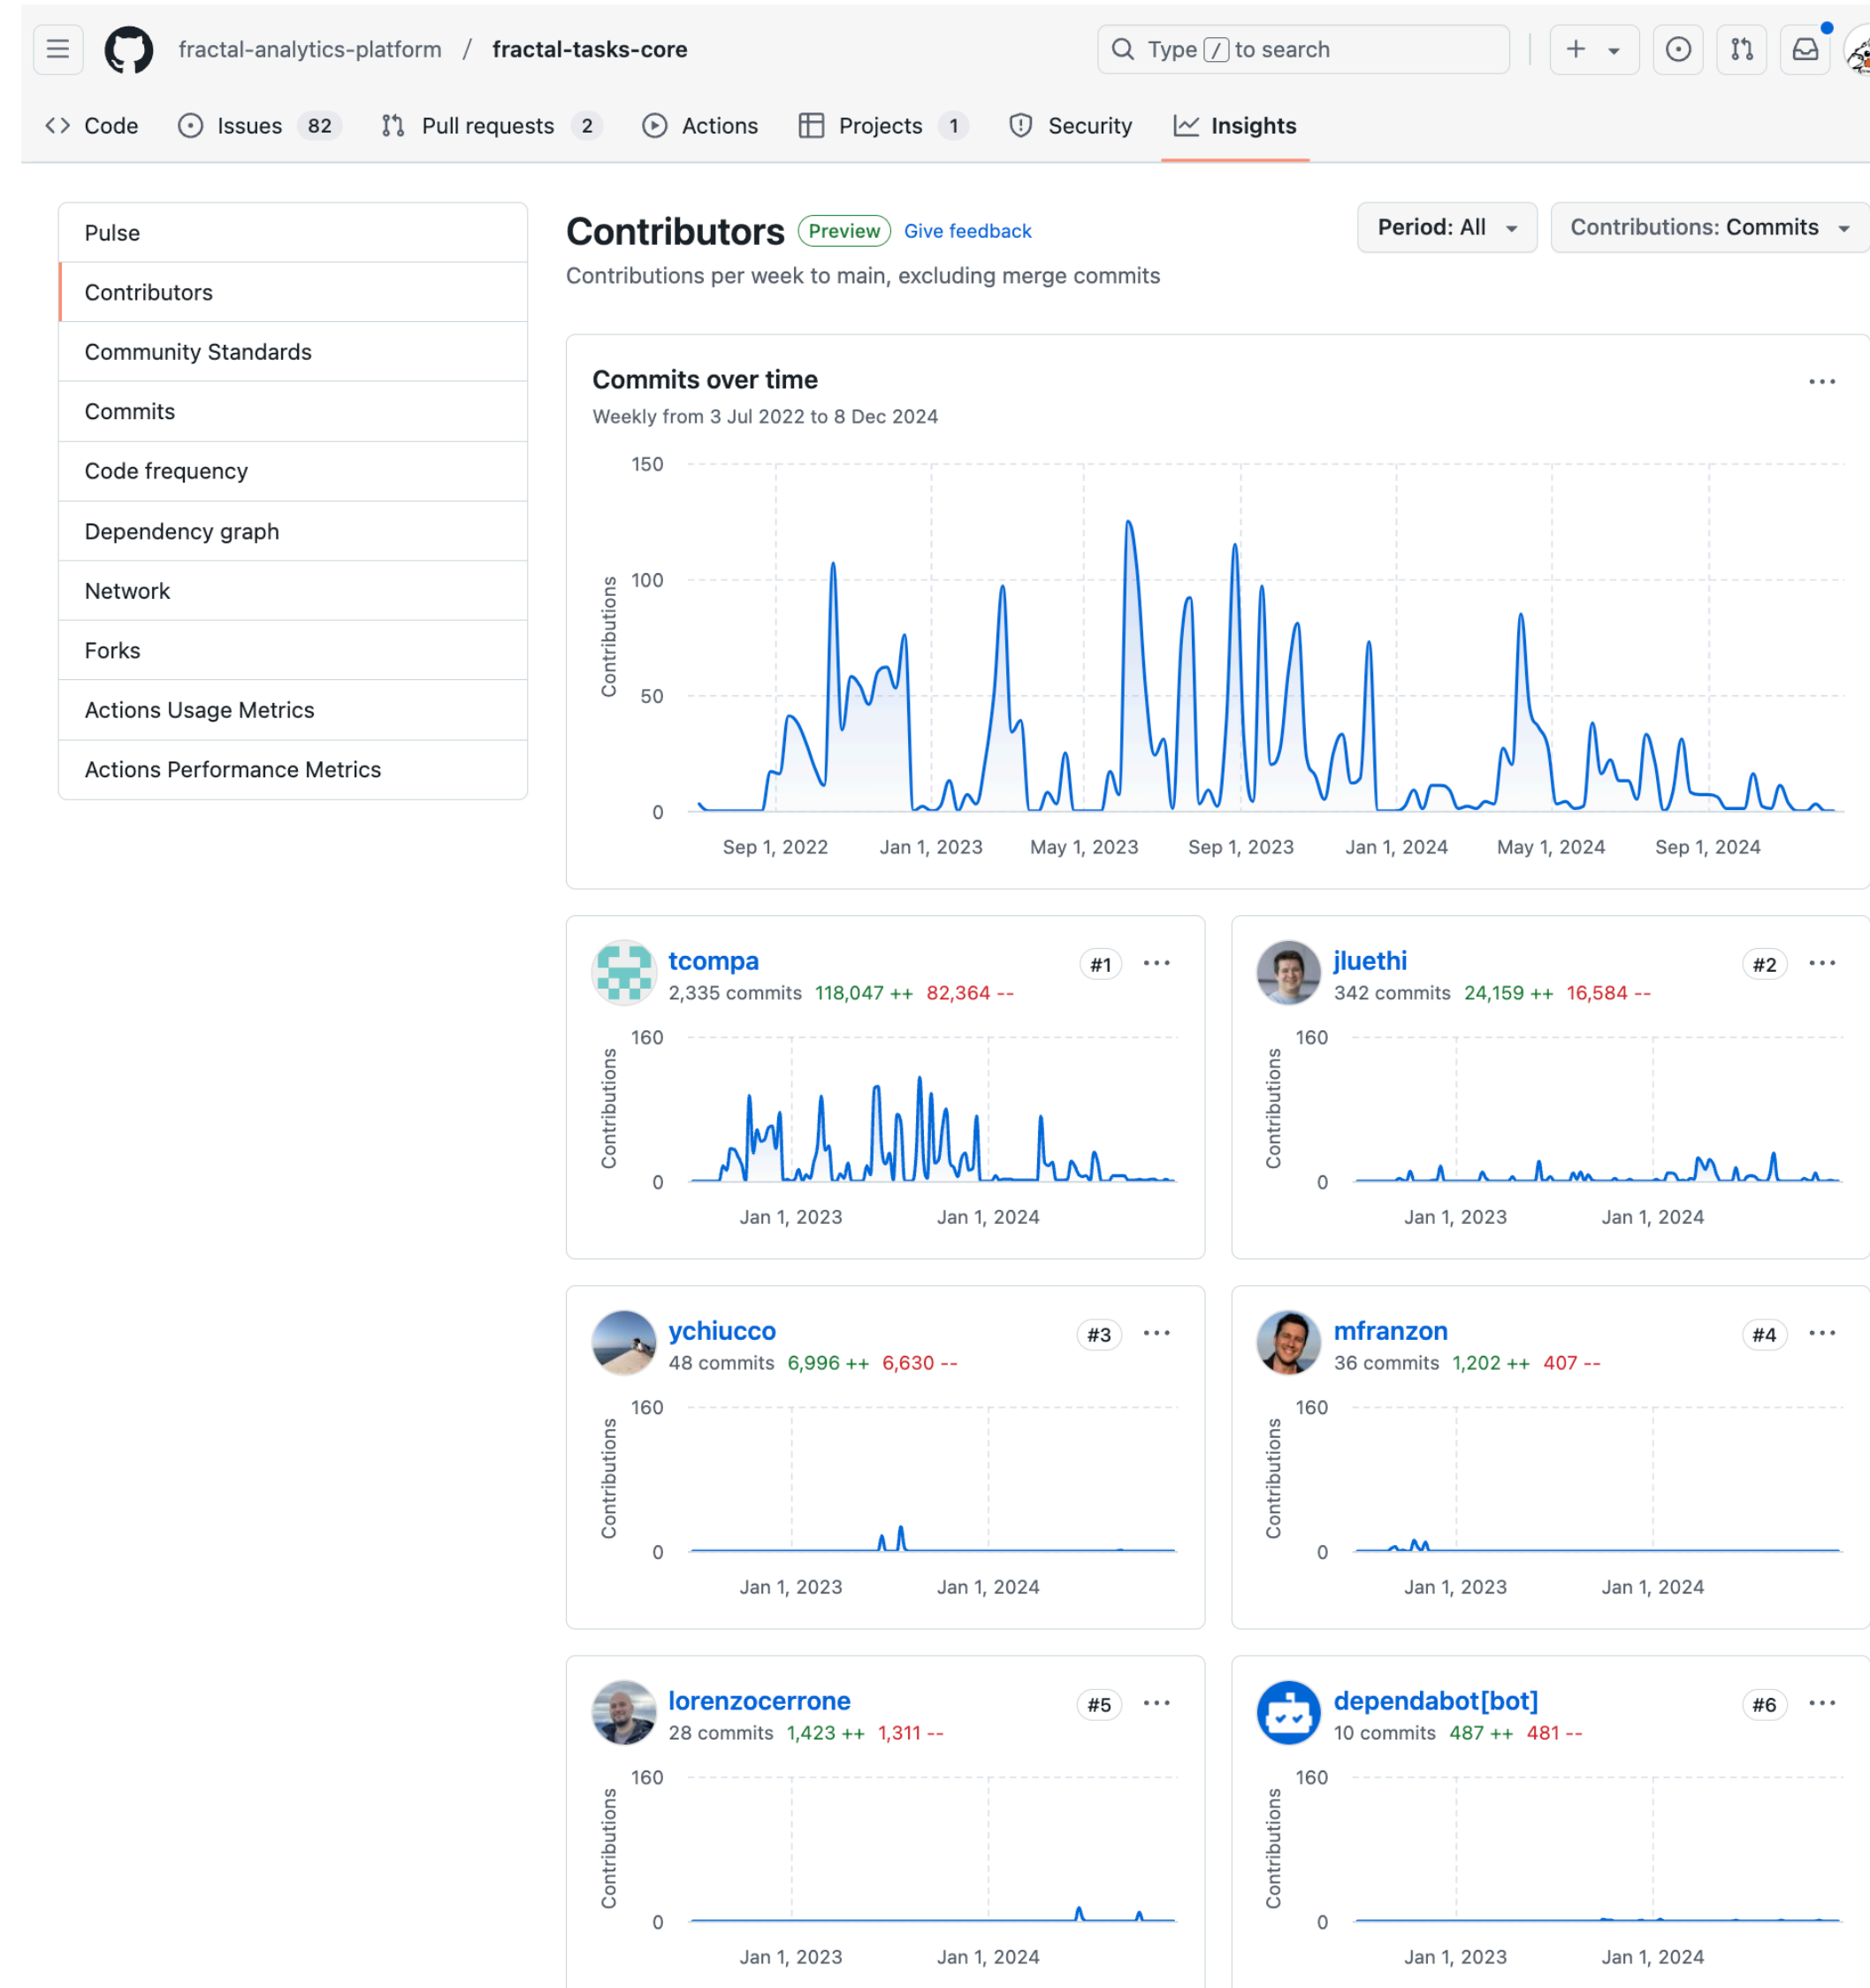 fractal-analytics-platform / fractal-tasks-core
Type / to search
Code Issues 82 Pull requests 2 Actions Projects 1 Security Insights
Pulse
Contributors
Community Standards
Commits
Code frequency
Dependency graph
Network
Forks
Actions Usage Metrics
Actions Performance Metrics
Contributors Preview Give feedback
Period: All
Contributions: Commits
Contributions per week to main, excluding merge commits
Commits over time
Weekly from 3 Jul 2022 to 8 Dec 2024
Contributions
150
100
50
0
Sep 1, 2022 Jan 1, 2023 May 1, 2023 Sep 1, 2023 Jan 1, 2024 May 1, 2024 Sep 1, 2024
tcompa #1
2,335 commits 118,047 ++ 82,364 --
Contributions
160
0
Jan 1, 2023 Jan 1, 2024
jluethi #2
342 commits 24,159 ++ 16,584 --
Contributions
160
0
Jan 1, 2023 Jan 1, 2024
ychiucco #3
48 commits 6,996 ++ 6,630 --
Contributions
160
0
Jan 1, 2023 Jan 1, 2024
mfranzon #4
36 commits 1,202 ++ 407 --
Contributions
160
0
Jan 1, 2023 Jan 1, 2024
lorenzocerrone #5
28 commits 1,423 ++ 1,311 --
Contributions
160
0
Jan 1, 2023 Jan 1, 2024
dependabot[bot] #6
10 commits 487 ++ 481 --
Contributions
160
0
Jan 1, 2023 Jan 1, 2024